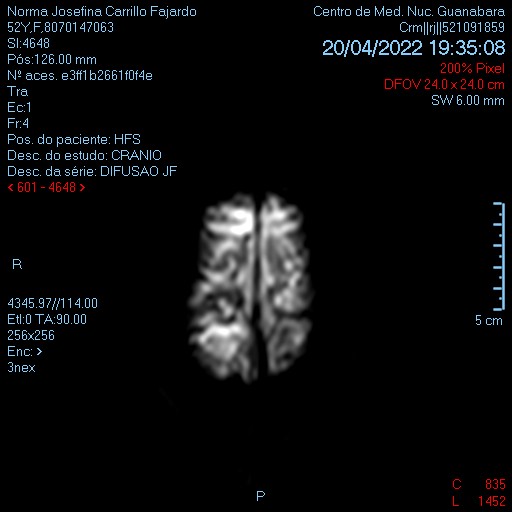 Norma Josefina Carrillo Fajardo
52Y,F,8070147063
SI:4648
Pós:126.00 mm
Nº aces. e3ff1b2661f0f4e
Tra
Ec:1
Fr:4
Pos. do paciente: HFS
Desc. do estudo: CRANIO
Desc. da série: DIFUSAO JF
< 601 - 4648 >
Centro de Med. Nuc. Guanabara
Crm||rj||521091859
20/04/2022 19:35:08
200% Pixel
DFOV 24.0 x 24.0 cm
SW 6.00 mm
R
4345.97//114.00
Etl:0 TA:90.00
256x256
Enc: >
3nex
5 cm
P
C 835
L 1452